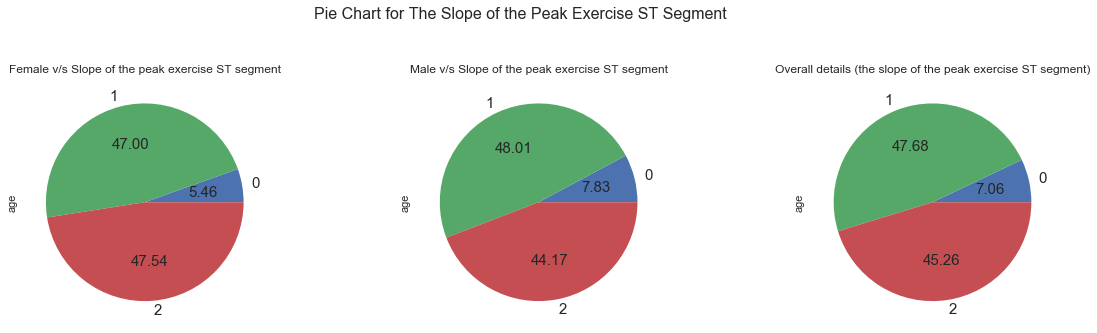 Pie Chart for The Slope of the Peak Exercise ST Segment
Female v/s Slope of the peak exercise ST segment
1
47.00
0
5.46
age
47.54
2
Male v/s Slope of the peak exercise ST segment
1
48.01
0
7.83
age
44.17
2
Overall details (the slope of the peak exercise ST segment)
1
47.68
0
7.06
age
45.26
2